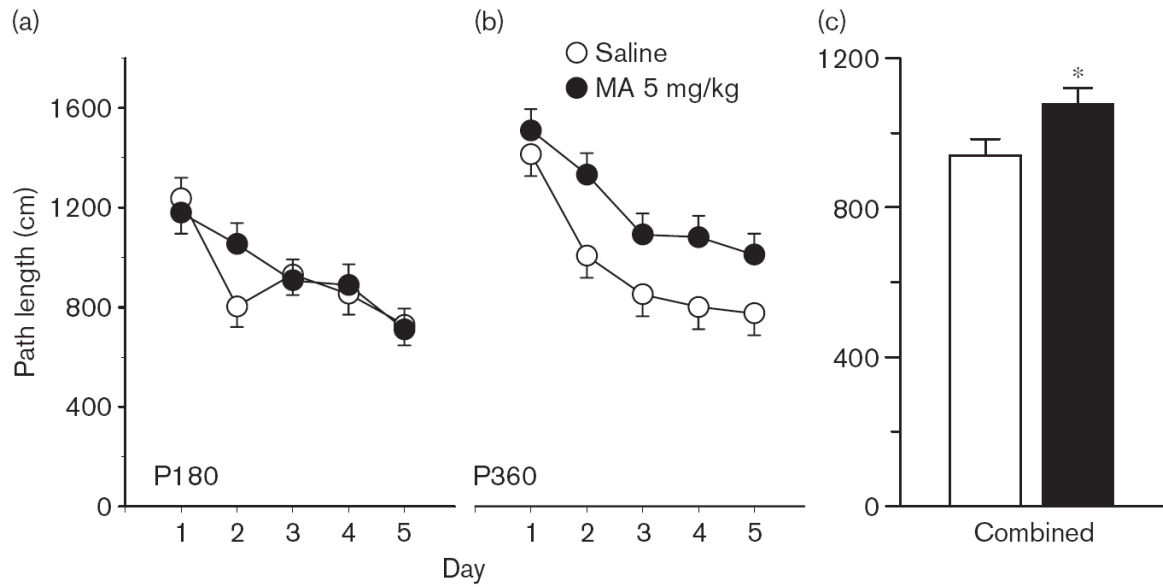 (a)
(b)
(c)
Saline
MA 5 mg/kg
Path length (cm)
1600
1200
800
400
0
P180
1 2 3 4 5
P360
1 2 3 4 5
Day
1200
800
400
0
*
Combined